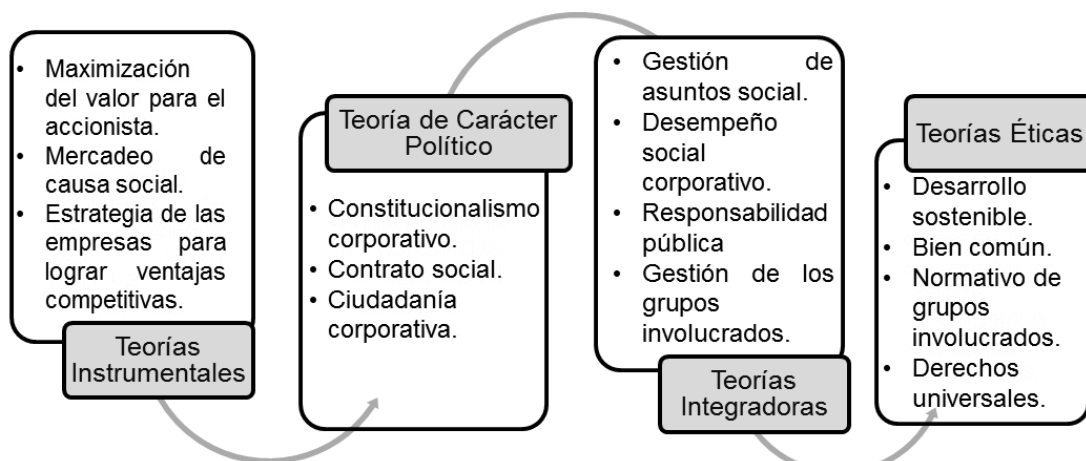 • Maximización
del valor para el
accionista.
• Mercadeo de
causa social.
• Estrategia de las
empresas para
lograr ventajas
competitivas.
Teorías
Instrumentales
Teoría de Carácter
Político
• Constitucionalismo
corporativo.
• Contrato social.
• Ciudadanía
corporativa.
• Gestión de
asuntos social.
• Desempeño
social
corporativo.
• Responsabilidad
pública
• Gestión de los
grupos
involucrados.
Teorías
Integradoras
Teorías Éticas
• Desarrollo
sostenible.
• Bien común.
• Normativo de
grupos
involucrados.
• Derechos
universales.